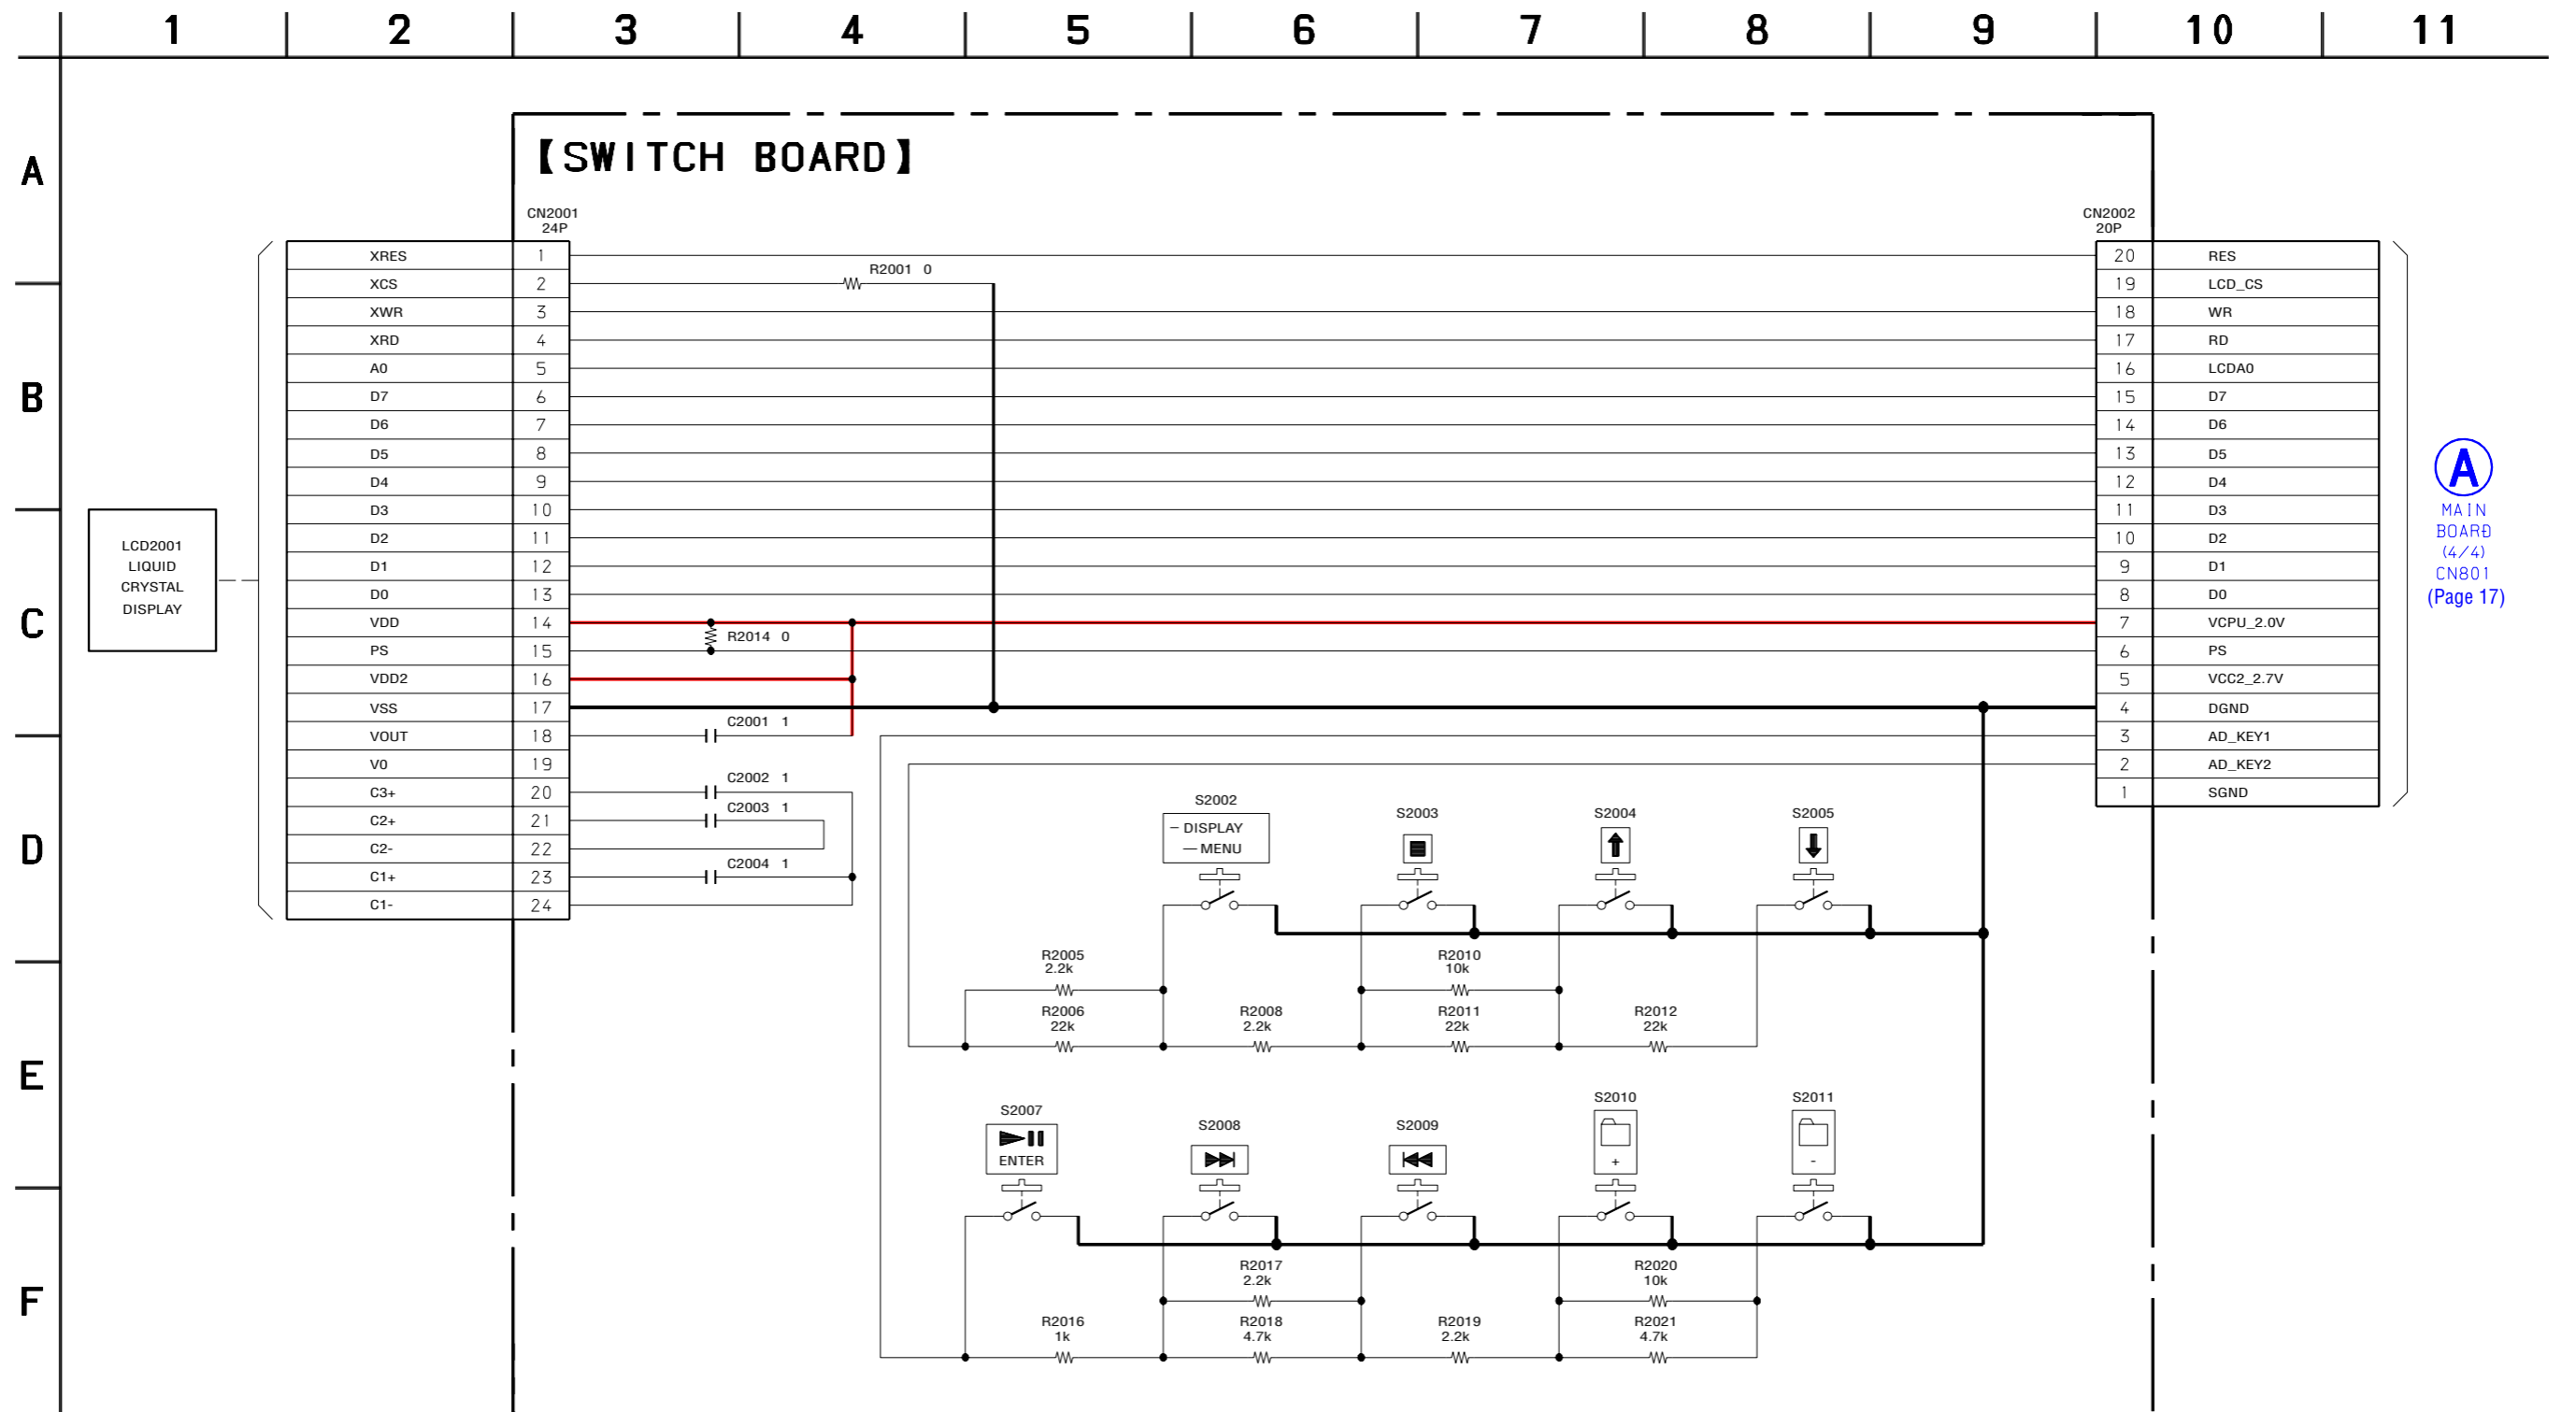 1 2 3 4 5 6 7 8 9 10 11
A
B
C
D
E
F
【SWITCH BOARD】
CN2001
24P
CN2002
20P
XRES 1
XCS 2
XWR 3
XRD 4
A0 5
D7 6
D6 7
D5 8
D4 9
D3 10
D2 11
D1 12
D0 13
VDD 14
PS 15
VDD2 16
VSS 17
VOUT 18
V0 19
C3+ 20
C2+ 21
C2- 22
C1+ 23
C1- 24
LCD2001
LIQUID
CRYSTAL
DISPLAY
R2001 0
R2014 0
C2001 1
C2002 1
C2003 1
C2004 1
20 RES
19 LCD_CS
18 WR
17 RD
16 LCDA0
15 D7
14 D6
13 D5
12 D4
11 D3
10 D2
9 D1
8 D0
7 VCPU_2.0V
6 PS
5 VCC2_2.7V
4 DGND
3 AD_KEY1
2 AD_KEY2
1 SGND
A
MAIN
BOARD
(4/4)
CN801
(Page 17)
S2002
– DISPLAY
— MENU
S2003
S2004
S2005
R2005
2.2k
R2010
10k
R2006
22k
R2008
2.2k
R2011
22k
R2012
22k
S2007
ENTER
S2008
S2009
S2010
+
S2011
-
R2017
2.2k
R2020
10k
R2016
1k
R2018
4.7k
R2019
2.2k
R2021
4.7k